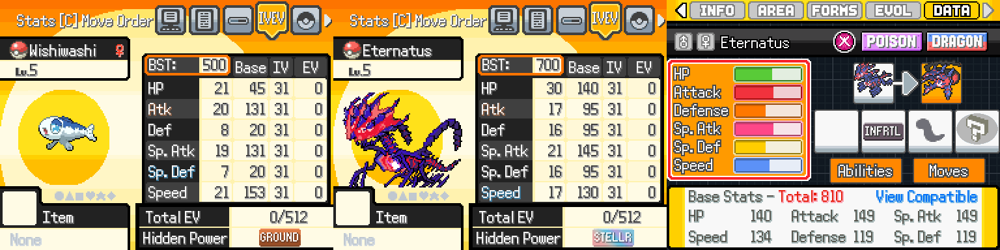 Stats [C]Move Order
IVEV
Wishiwashi ♀
Lv.5
BST: 500 Base IV EV
HP 21 45 31 0
Atk 20 131 31 0
Def 8 20 31 0
Sp. Atk 19 131 31 0
Sp. Def 7 20 31 0
Speed 21 153 31 0
Item
None
Total EV 0/512
Hidden Power GROUND
Stats [C]Move Order
IVEV
Eternatus
Lv.5
BST: 700 Base IV EV
HP 30 140 31 0
Atk 17 95 31 0
Def 16 95 31 0
Sp. Atk 21 145 31 0
Sp. Def 16 95 31 0
Speed 17 130 31 0
Item
None
Total EV 0/512
Hidden Power STELLR
INFO AREA FORMS EVOL DATA
♂ ♀ Eternatus POISON DRAGON
HP
Attack
Defense
Sp. Atk
Sp. Def
Speed
INFRTL
?
Abilities Moves
Base Stats - Total: 810 View Compatible
HP 140 Attack 149 Sp. Atk 149
Speed 134 Defense 119 Sp. Def 119